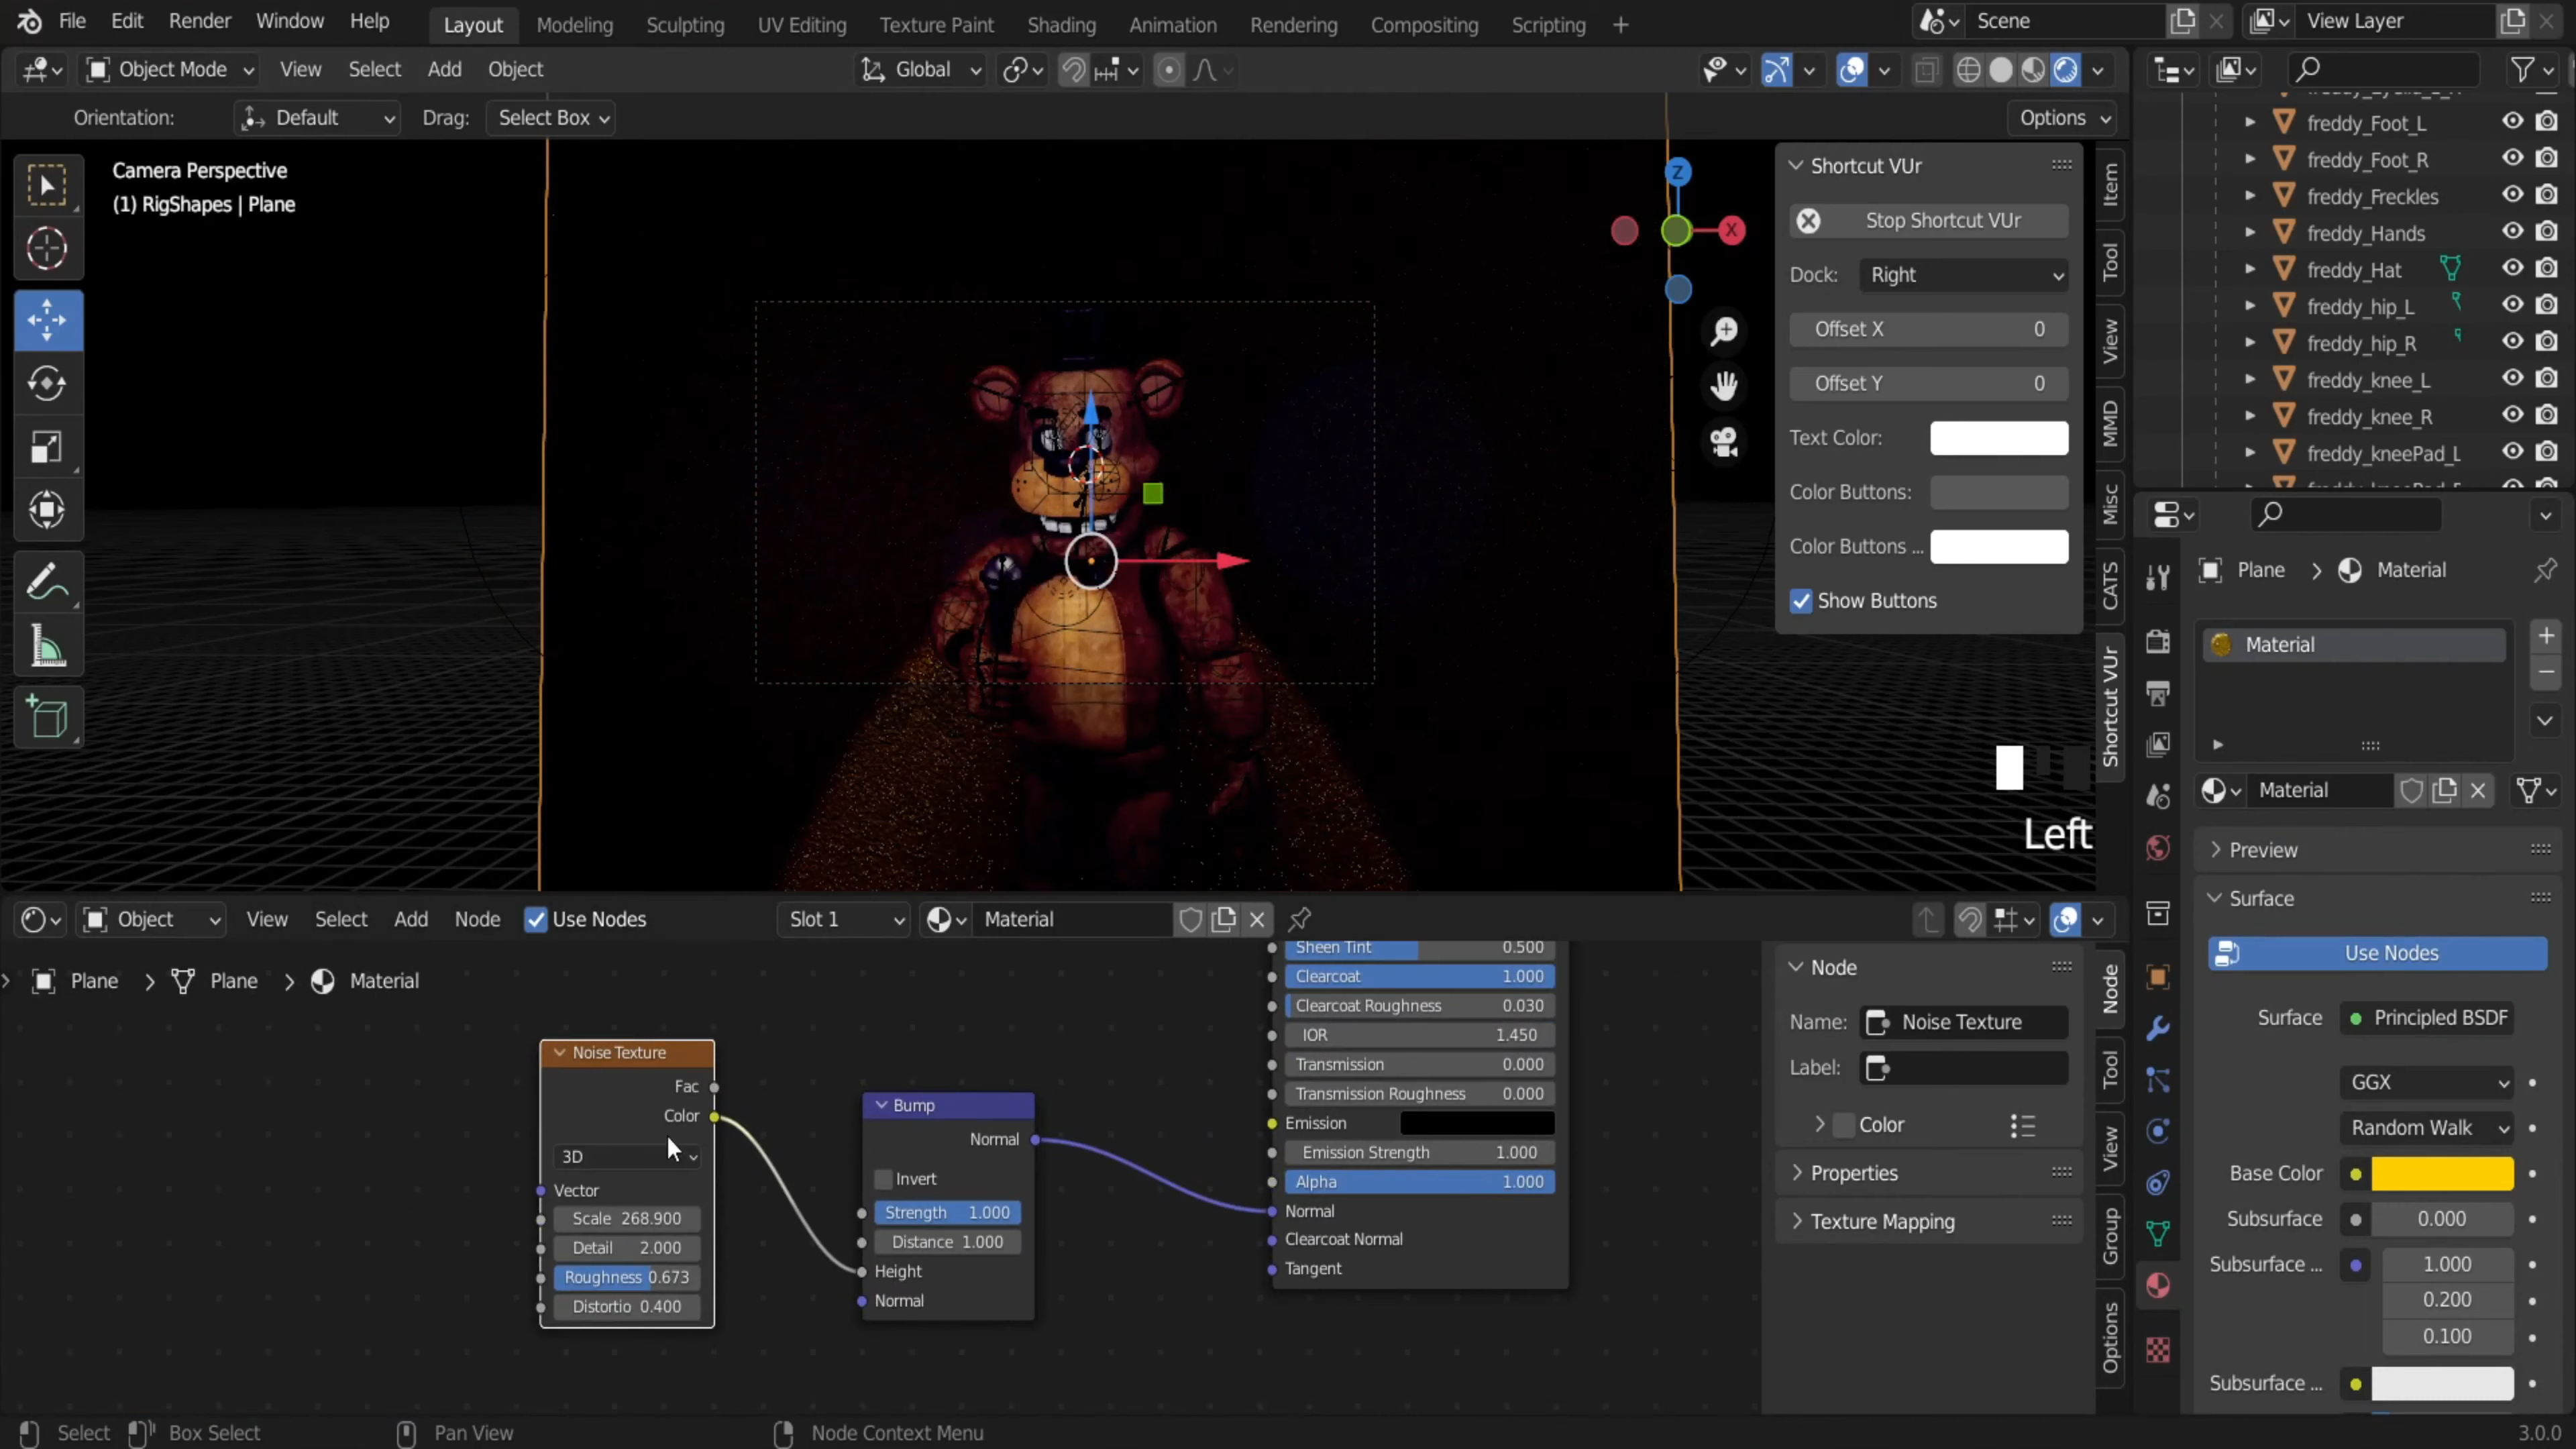 File Edit Render Window Help Layout Modeling Sculpting UV Editing Texture Paint Shading Animation Rendering Compositing Scripting + Scene View Layer
Object Mode View Select Add Object Global
Orientation: Default Drag: Select Box Options
Camera Perspective
(1) RigShapes | Plane
Z
X
Shortcut VUr
Stop Shortcut VUr
Dock: Right
Offset X 0
Offset Y 0
Text Color:
Color Buttons:
Color Buttons ...
Show Buttons
Item
Tool
View
MMD
Misc
CATS
Shortcut VUr
Left
freddy_Foot_L
freddy_Foot_R
freddy_Freckles
freddy_Hands
freddy_Hat
freddy_hip_L
freddy_hip_R
freddy_knee_L
freddy_knee_R
freddy_kneePad_L
Plane > Material
Material
Material
Preview
Surface
Use Nodes
Surface Principled BSDF
GGX
Random Walk
Base Color
Subsurface 0.000
Subsurface ... 1.000
0.200
0.100
Subsurface ...
Object View Select Add Node Use Nodes Slot 1 Material
Plane > Plane > Material
Noise Texture
Fac
Color
3D
Vector
Scale 268.900
Detail 2.000
Roughness 0.673
Distortio 0.400
Bump
Normal
Invert
Strength 1.000
Distance 1.000
Height
Normal
Sheen Tint 0.500
Clearcoat 1.000
Clearcoat Roughness 0.030
IOR 1.450
Transmission 0.000
Transmission Roughness 0.000
Emission
Emission Strength 1.000
Alpha 1.000
Normal
Clearcoat Normal
Tangent
Node
Name: Noise Texture
Label:
Color
Properties
Texture Mapping
Node
Tool
View
Group
Options
Select Box Select Pan View Node Context Menu 3.0.0